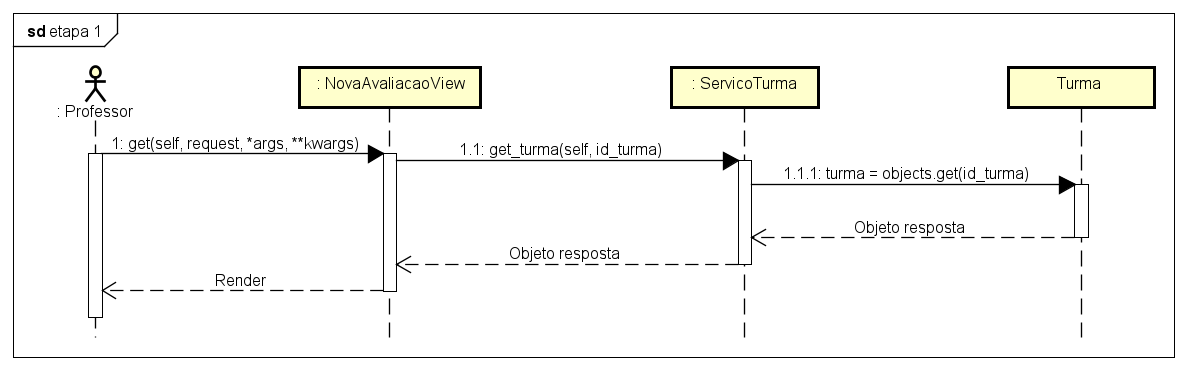 sd etapa 1
: Professor
: NovaAvaliacaoView
: ServicoTurma
Turma
1: get(self, request, *args, **kwargs)
1.1: get_turma(self, id_turma)
1.1.1: turma = objects.get(id_turma)
Objeto resposta
Objeto resposta
Render